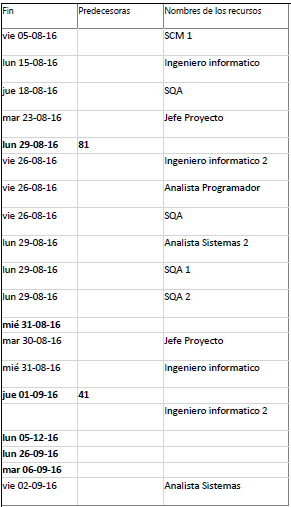 Fin Predecesoras Nombres de los recursos
vie 05-08-16 SCM 1
lun 15-08-16 Ingeniero informatico
jue 18-08-16 SQA
mar 23-08-16 Jefe Proyecto
lun 29-08-16 81
vie 26-08-16 Ingeniero informatico 2
vie 26-08-16 Analista Programador
vie 26-08-16 SQA
lun 29-08-16 Analista Sistemas 2
lun 29-08-16 SQA 1
lun 29-08-16 SQA 2
mié 31-08-16
mar 30-08-16 Jefe Proyecto
mié 31-08-16 Ingeniero informatico
jue 01-09-16 41
Ingeniero informatico 2
lun 05-12-16
lun 26-09-16
mar 06-09-16
vie 02-09-16 Analista Sistemas